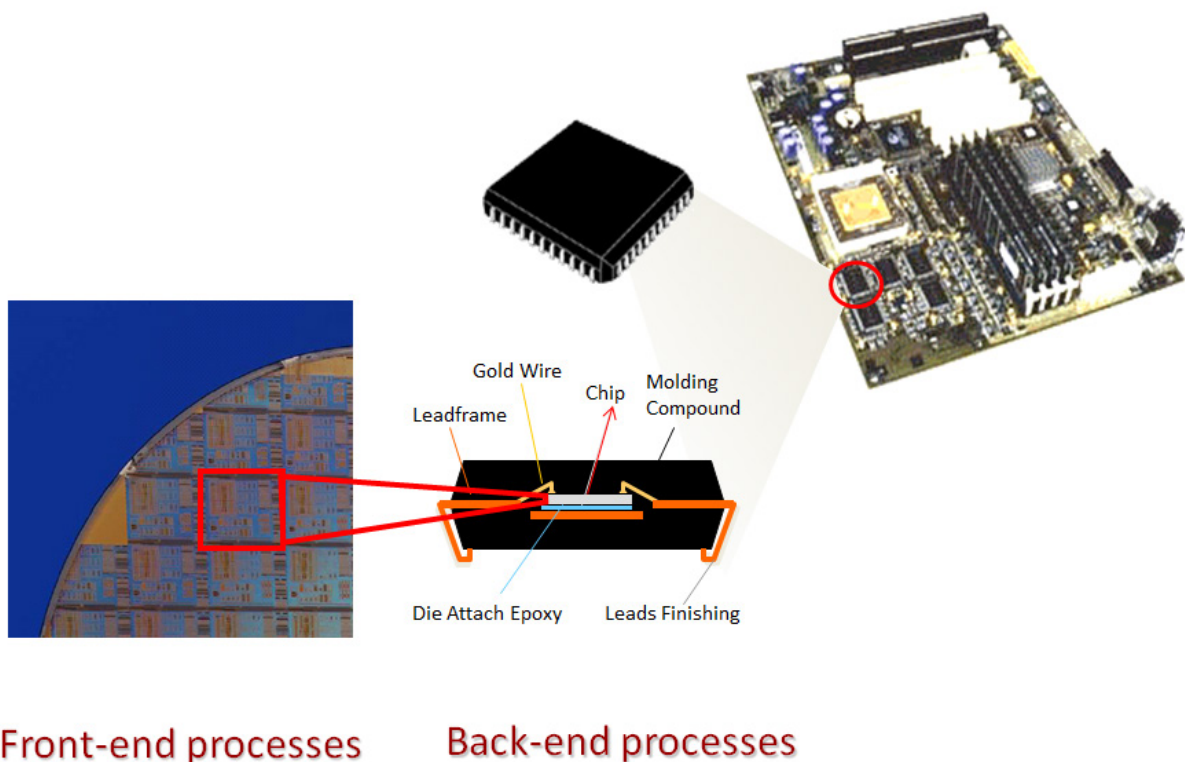 Gold Wire
Chip
Molding
Compound
Leadframe
Die Attach Epoxy
Leads Finishing
Front-end processes
Back-end processes